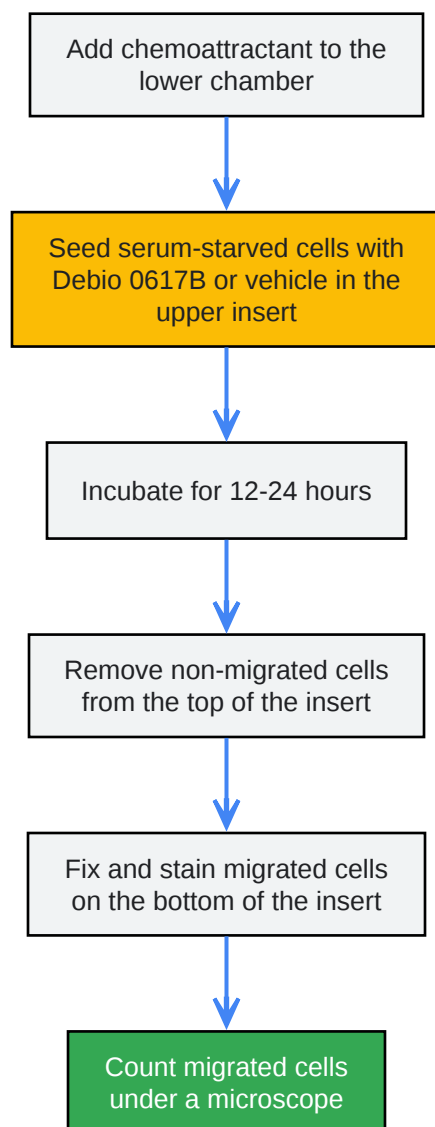 Add chemoattractant to the
lower chamber
Seed serum-starved cells with
Debio 0617B or vehicle in the
upper insert
Incubate for 12-24 hours
Remove non-migrated cells
from the top of the insert
Fix and stain migrated cells
on the bottom of the insert
Count migrated cells
under a microscope